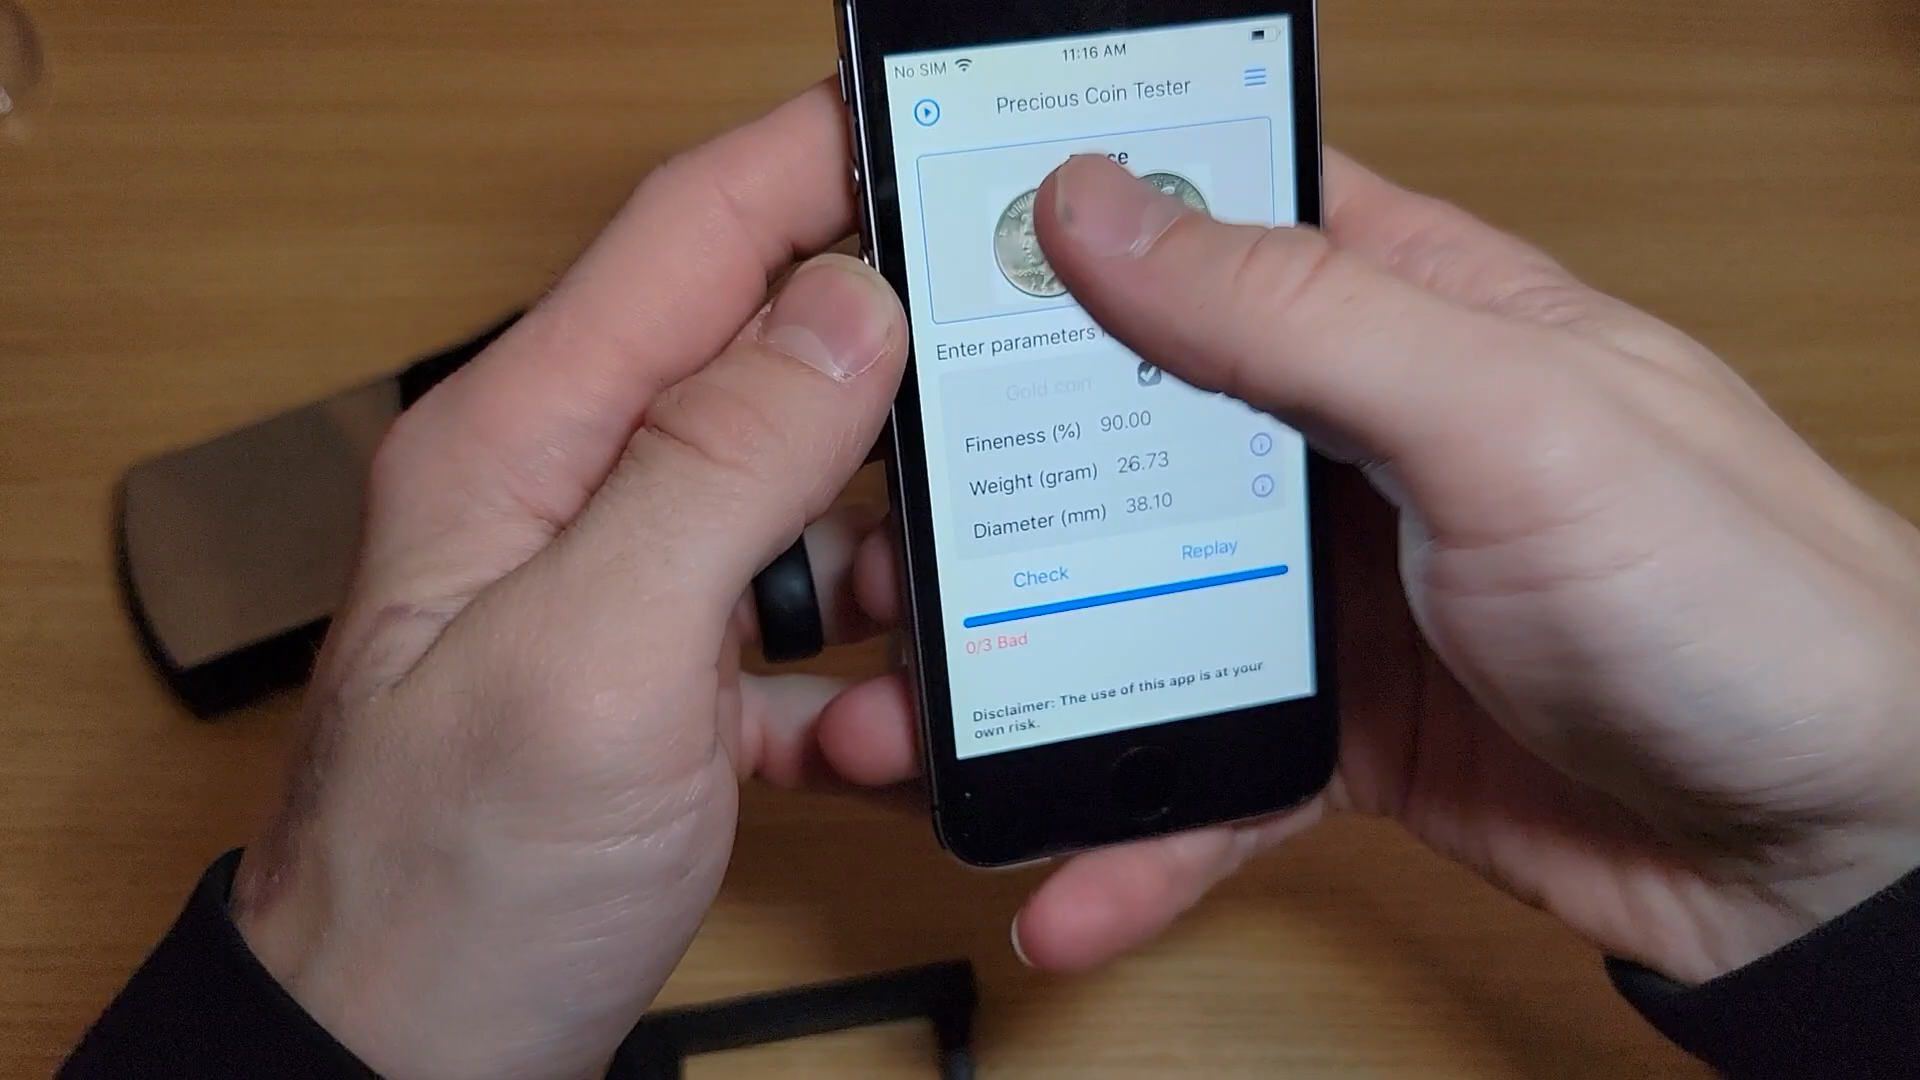 No SIM 11:16 AM
Precious Coin Tester
Enter parameters
Gold coin
Fineness (%) 90.00
Weight (gram) 26.73
Diameter (mm) 38.10
Check Replay
0/3 Bad
Disclaimer: The use of this app is at your
own risk.